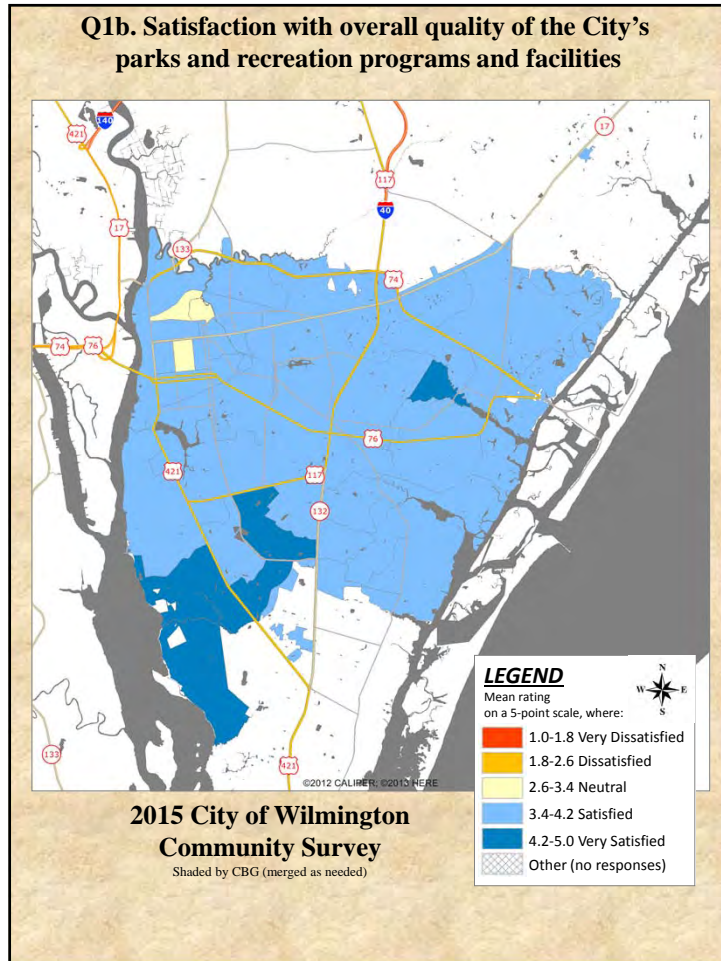 Q1b. Satisfaction with overall quality of the City's
parks and recreation programs and facilities
140
421
17
117
40
17
133
74
74
76
76
421
117
132
133
421
©2012 CALIPER; ©2013 HERE
LEGEND
Mean rating
on a 5-point scale, where:
N
W
E
S
1.0-1.8 Very Dissatisfied
1.8-2.6 Dissatisfied
2.6-3.4 Neutral
3.4-4.2 Satisfied
4.2-5.0 Very Satisfied
Other (no responses)
2015 City of Wilmington
Community Survey
Shaded by CBG (merged as needed)